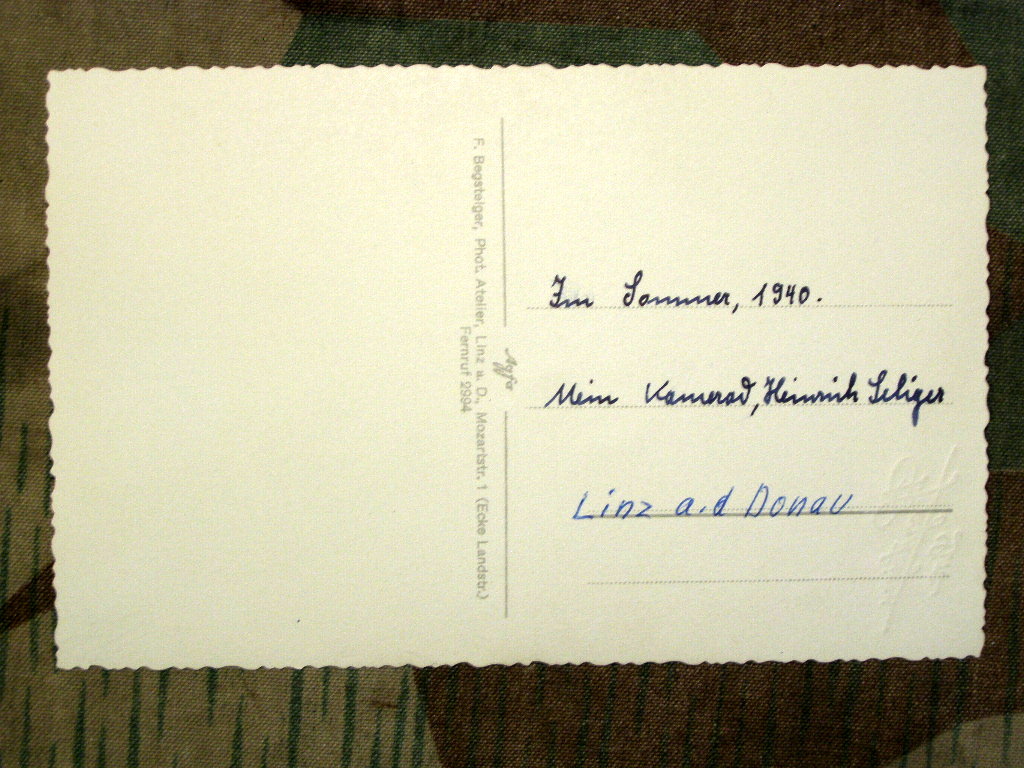 F. Begsteiger, Phot. Atelier, Linz a. D. Mozartstr. 1 (Ecke Landstr.)
Fernruf 2994
Agfa
Im Sommer, 1940.
Mein Kamerad, Heinrich Seliger
Linz a.d Donau